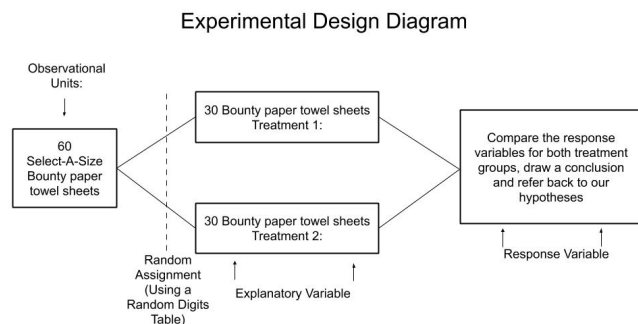 Experimental Design Diagram
Observational
Units:
60
Select-A-Size
Bounty paper
towel sheets
Random
Assignment
(Using a
Random Digits
Table)
30 Bounty paper towel sheets
Treatment 1:
30 Bounty paper towel sheets
Treatment 2:
Explanatory Variable
Compare the response
variables for both treatment
groups, draw a conclusion
and refer back to our
hypotheses
Response Variable